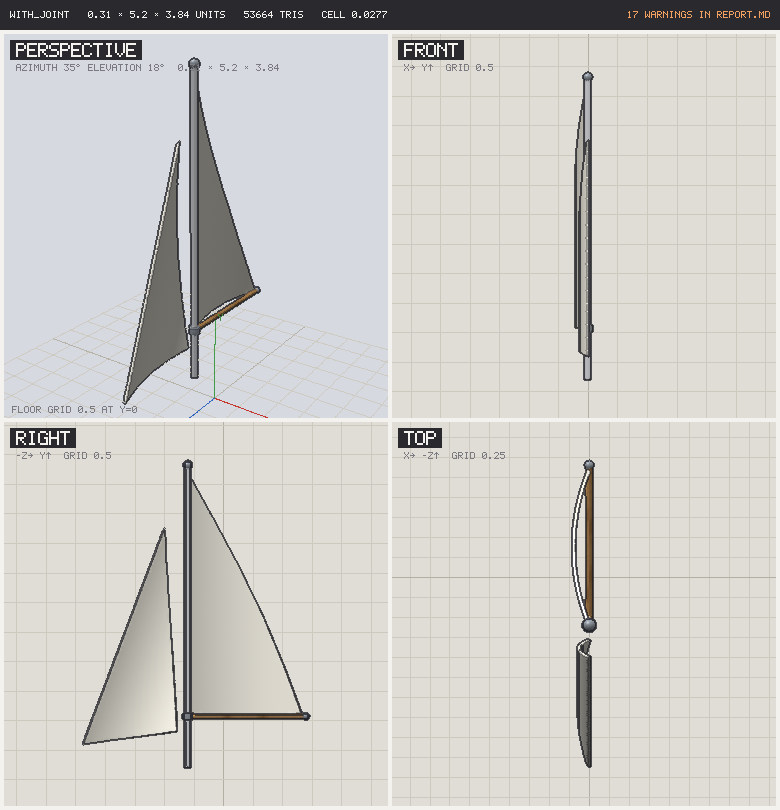 WITH_JOINT 0.31 × 5.2 × 3.84 UNITS 53664 TRIS CELL 0.0277 17 WARNINGS IN REPORT.MD
PERSPECTIVE
AZIMUTH 35° ELEVATION 18° 0. × 5.2 × 3.84
FLOOR GRID 0.5 AT Y=0
FRONT
X→ Y↑ GRID 0.5
RIGHT
-Z→ Y↑ GRID 0.5
TOP
X→ -Z↑ GRID 0.25